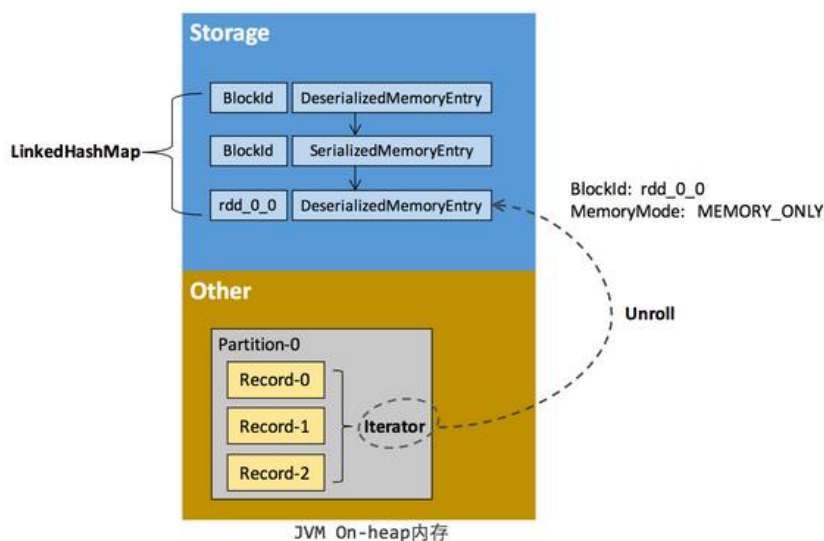 Storage
BlockId DeserializedMemoryEntry
LinkedHashMap
BlockId SerializedMemoryEntry
rdd_0_0 DeserializedMemoryEntry
BlockId: rdd_0_0
MemoryMode: MEMORY_ONLY
Other
Unroll
Partition-0
Record-0
Record-1
Iterator
Record-2
JVM On-heap内存